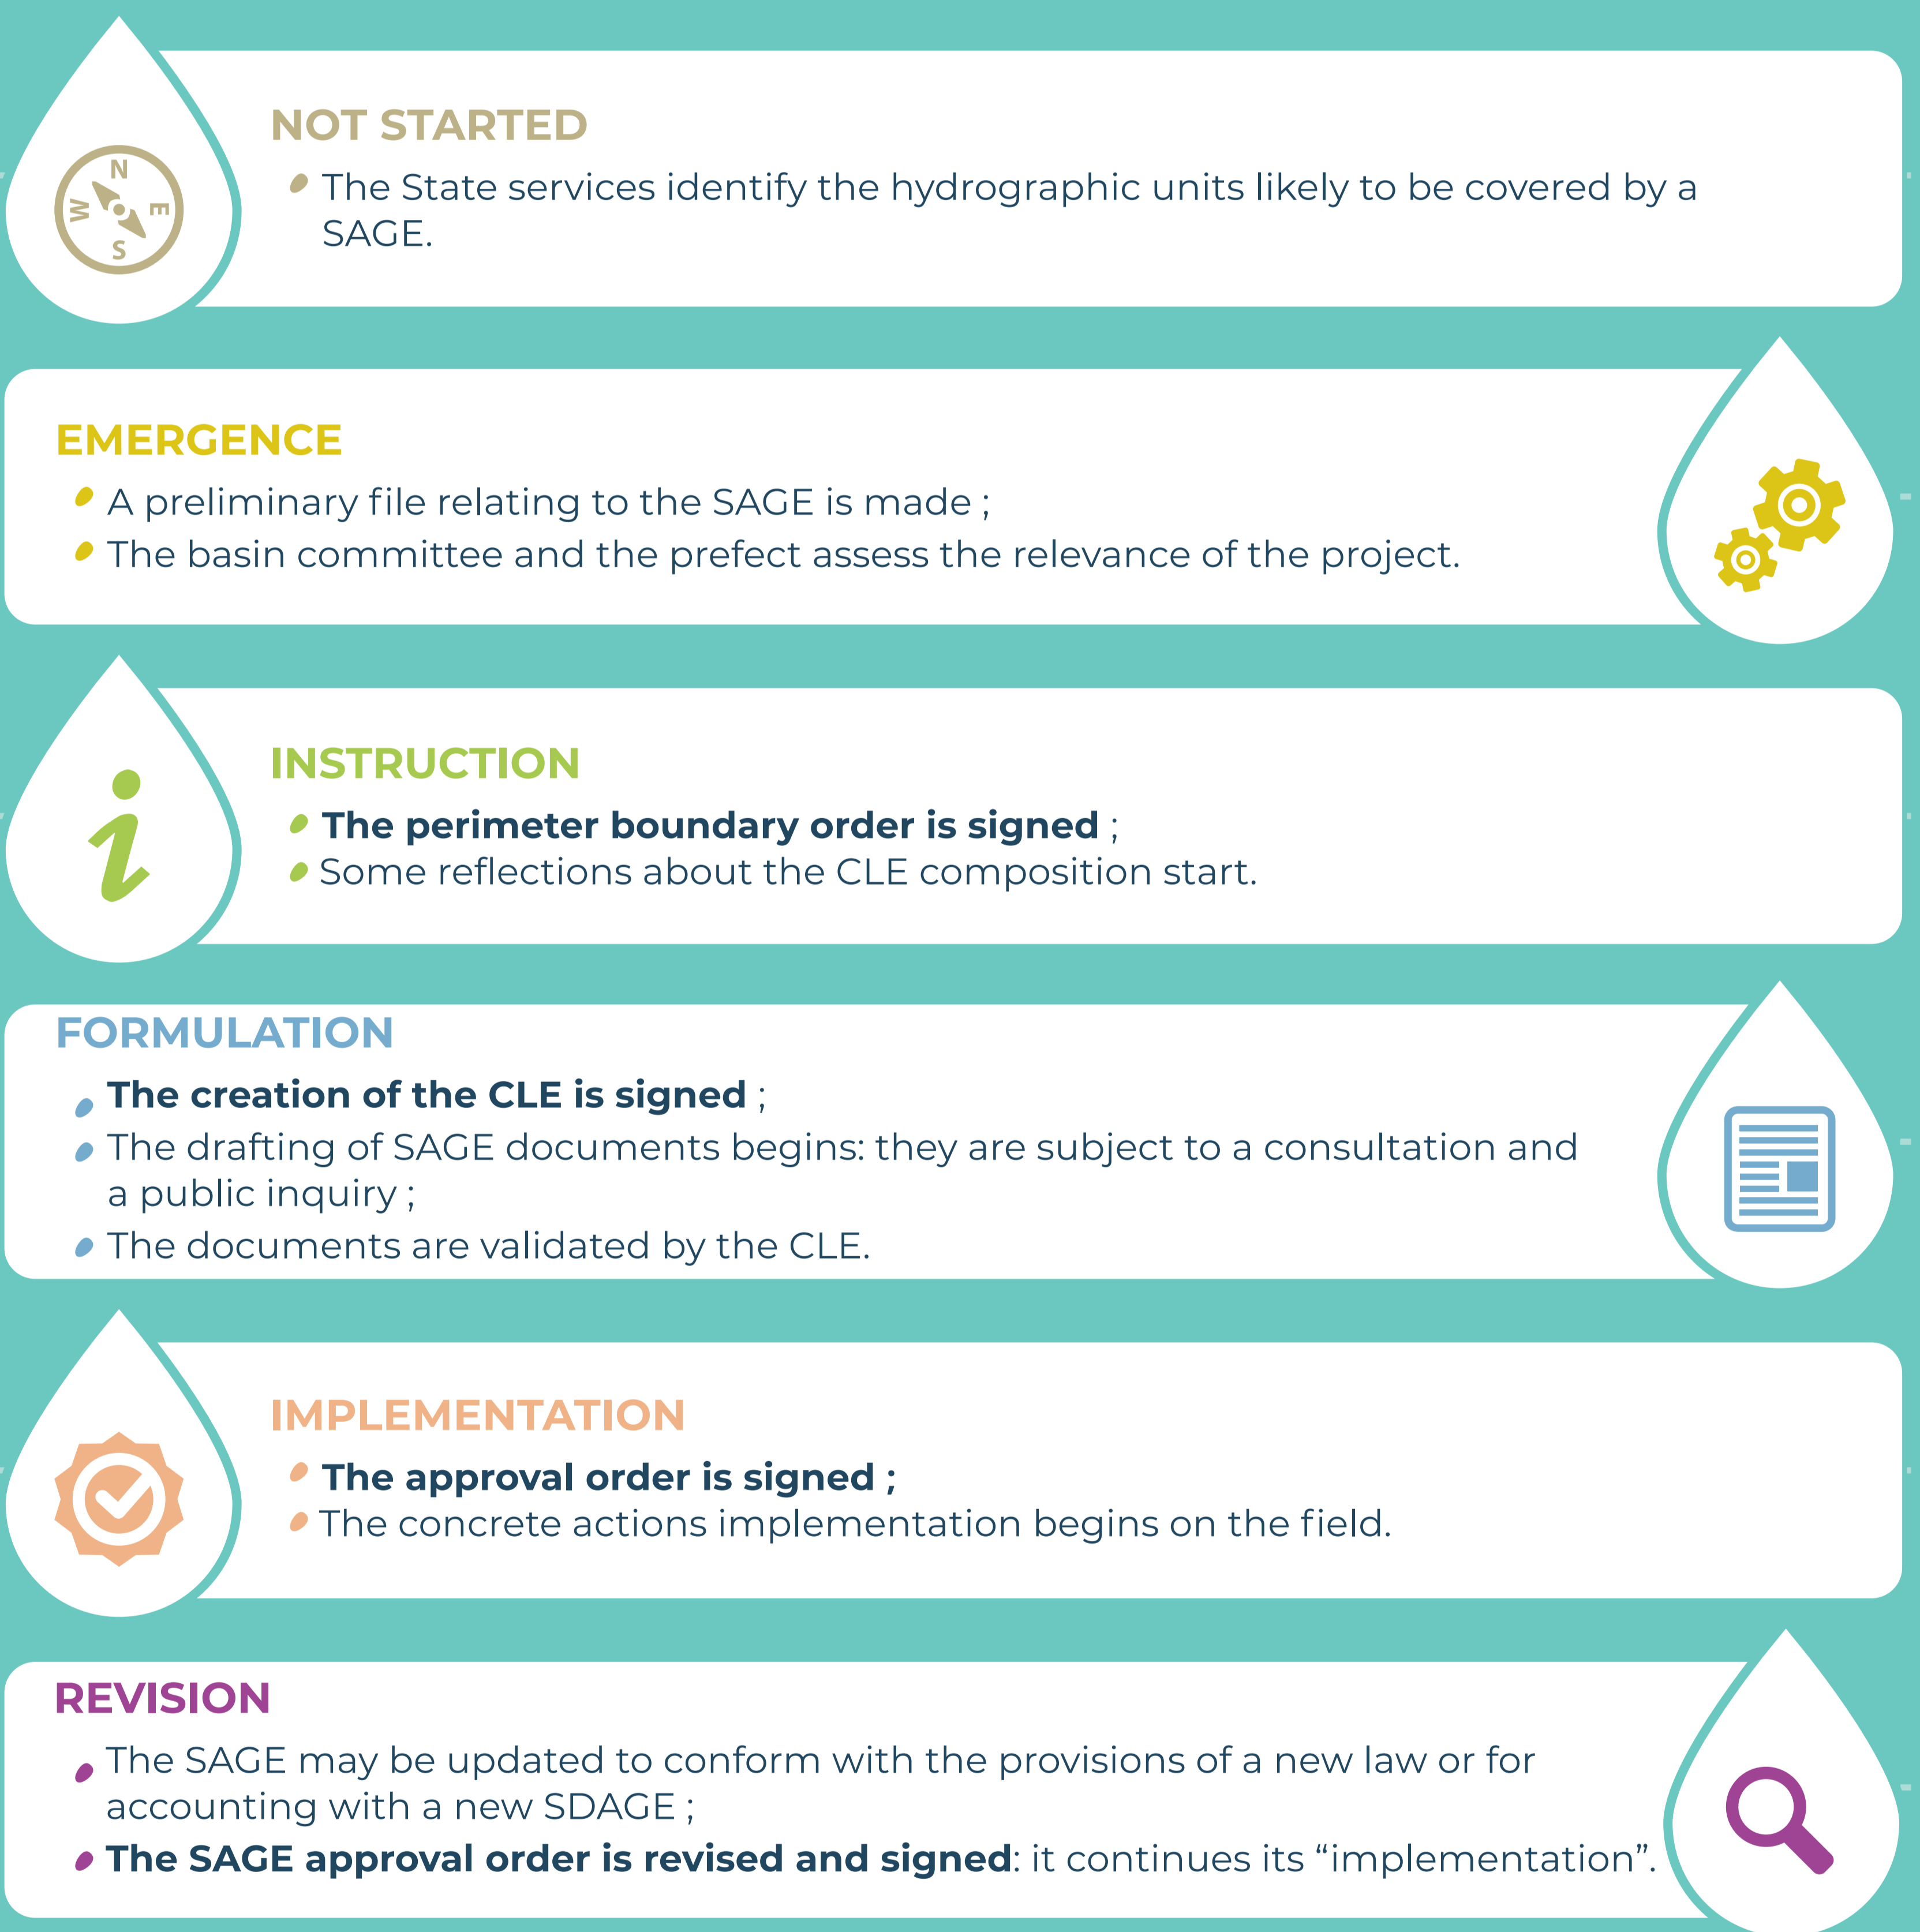 N
W
E
S
NOT STARTED
The State services identify the hydrographic units likely to be covered by a
SAGE.
EMERGENCE
A preliminary file relating to the SAGE is made ;
The basin committee and the prefect assess the relevance of the project.
INSTRUCTION
The perimeter boundary order is signed ;
Some reflections about the CLE composition start.
FORMULATION
The creation of the CLE is signed ;
The drafting of SAGE documents begins: they are subject to a consultation and
a public inquiry ;
The documents are validated by the CLE.
IMPLEMENTATION
The approval order is signed ;
The concrete actions implementation begins on the field.
REVISION
The SAGE may be updated to conform with the provisions of a new law or for
accounting with a new SDAGE ;
The SAGE approval order is revised and signed: it continues its “implementation”.